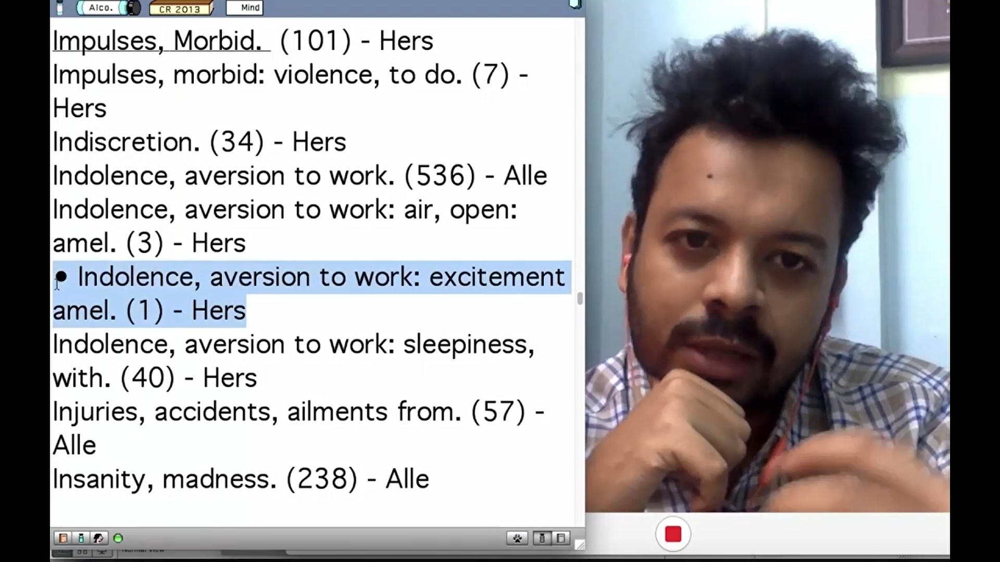 Alco. CR 2013 Mind
Impulses, Morbid. (101) - Hers
Impulses, morbid: violence, to do. (7) -
Hers
Indiscretion. (34) - Hers
Indolence, aversion to work. (536) - Alle
Indolence, aversion to work: air, open:
amel. (3) - Hers
• Indolence, aversion to work: excitement
amel. (1) - Hers
Indolence, aversion to work: sleepiness,
with. (40) - Hers
Injuries, accidents, ailments from. (57) -
Alle
Insanity, madness. (238) - Alle
Normal View